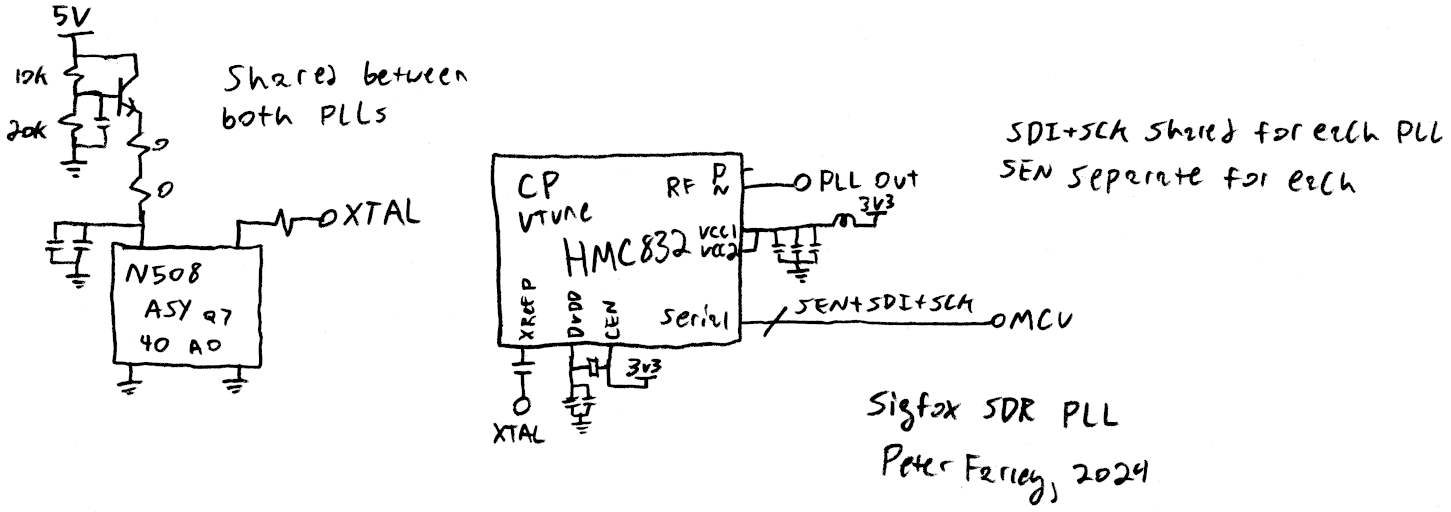 5V
10k
20k
0
0
Shared between
both PLLs
XTAL
N508
ASY 97
40 A0
CP
VTUNE
HMC832
RF P
N
PLL Out
3V3
VCC1
VCC2
XRefP
DVDD
CEN
Serial
SEN+SDI+SCK
MCU
3V3
XTAL
SDI+SCK Shared for each PLL
SEN Separate for each
Sigfox SDR PLL
Peter Farley, 2024